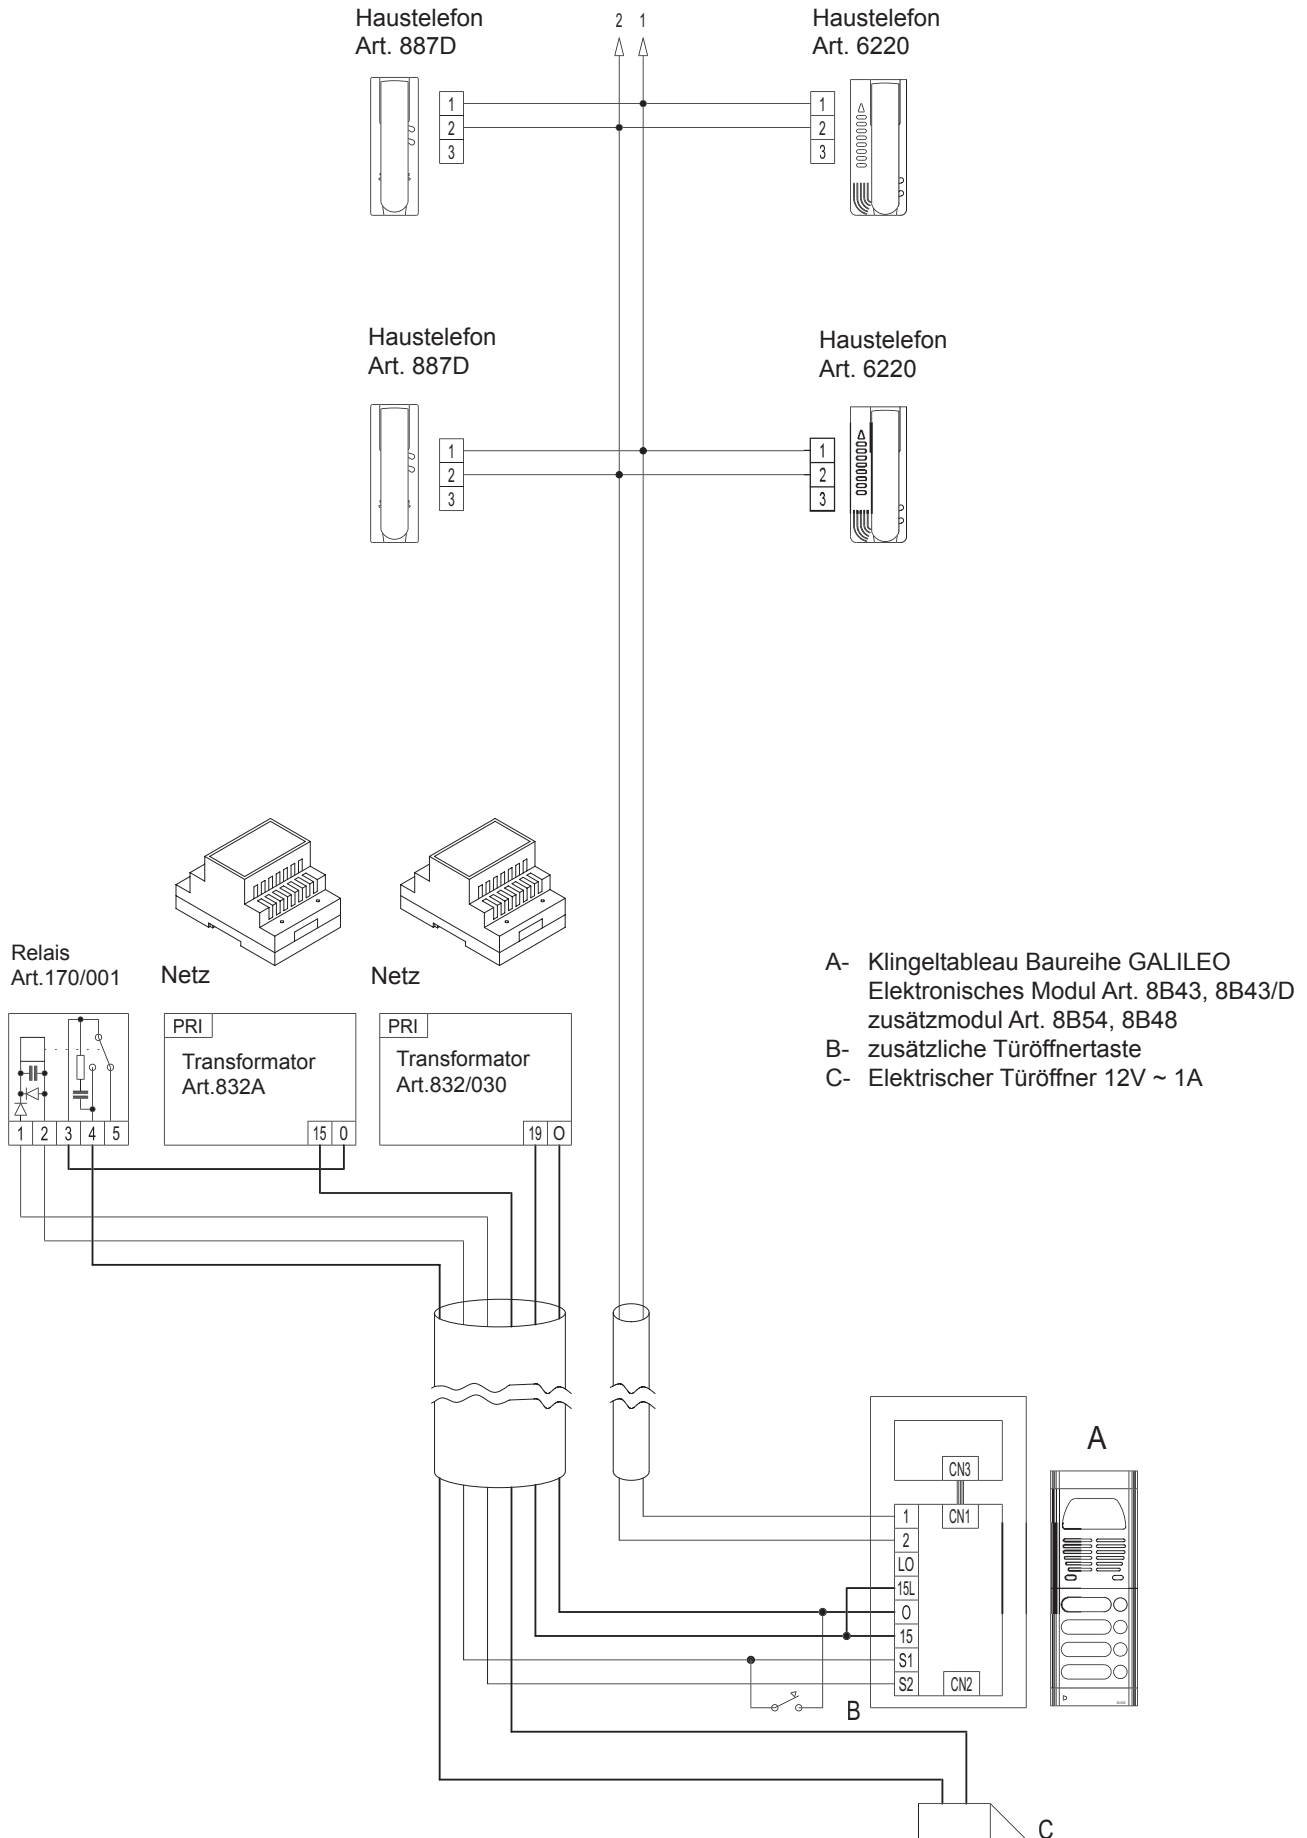 Haustelefon
Art. 887D
2 1
Haustelefon
Art. 6220
1
2
3
1
2
3
Haustelefon
Art. 887D
Haustelefon
Art. 6220
1
2
3
1
2
3
Relais
Art.170/001
Netz
Netz
PRI
Transformator
Art.832A
15 0
PRI
Transformator
Art.832/030
19 O
1 2 3 4 5
A- Klingeltableau Baureihe GALILEO
Elektronisches Modul Art. 8B43, 8B43/D
zusätzmodul Art. 8B54, 8B48
B- zusätzliche Türöffnertaste
C- Elektrischer Türöffner 12V ~ 1A
A
CN3
CN1
1
2
LO
15L
O
15
S1
S2
CN2
B
C